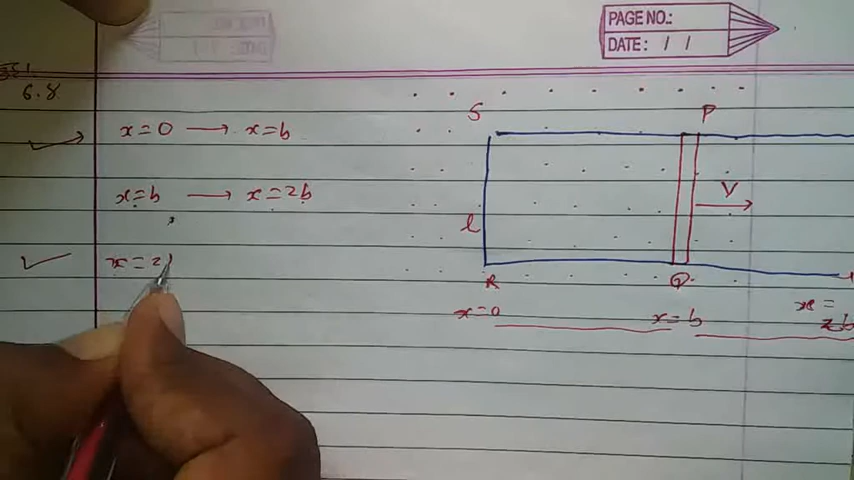 PAGE NO.:
DATE: / /
6.8
x=0 → x=b
x=b → x=2b
x=2
S P
V
l
R Q
x=0 x=b x=
2b